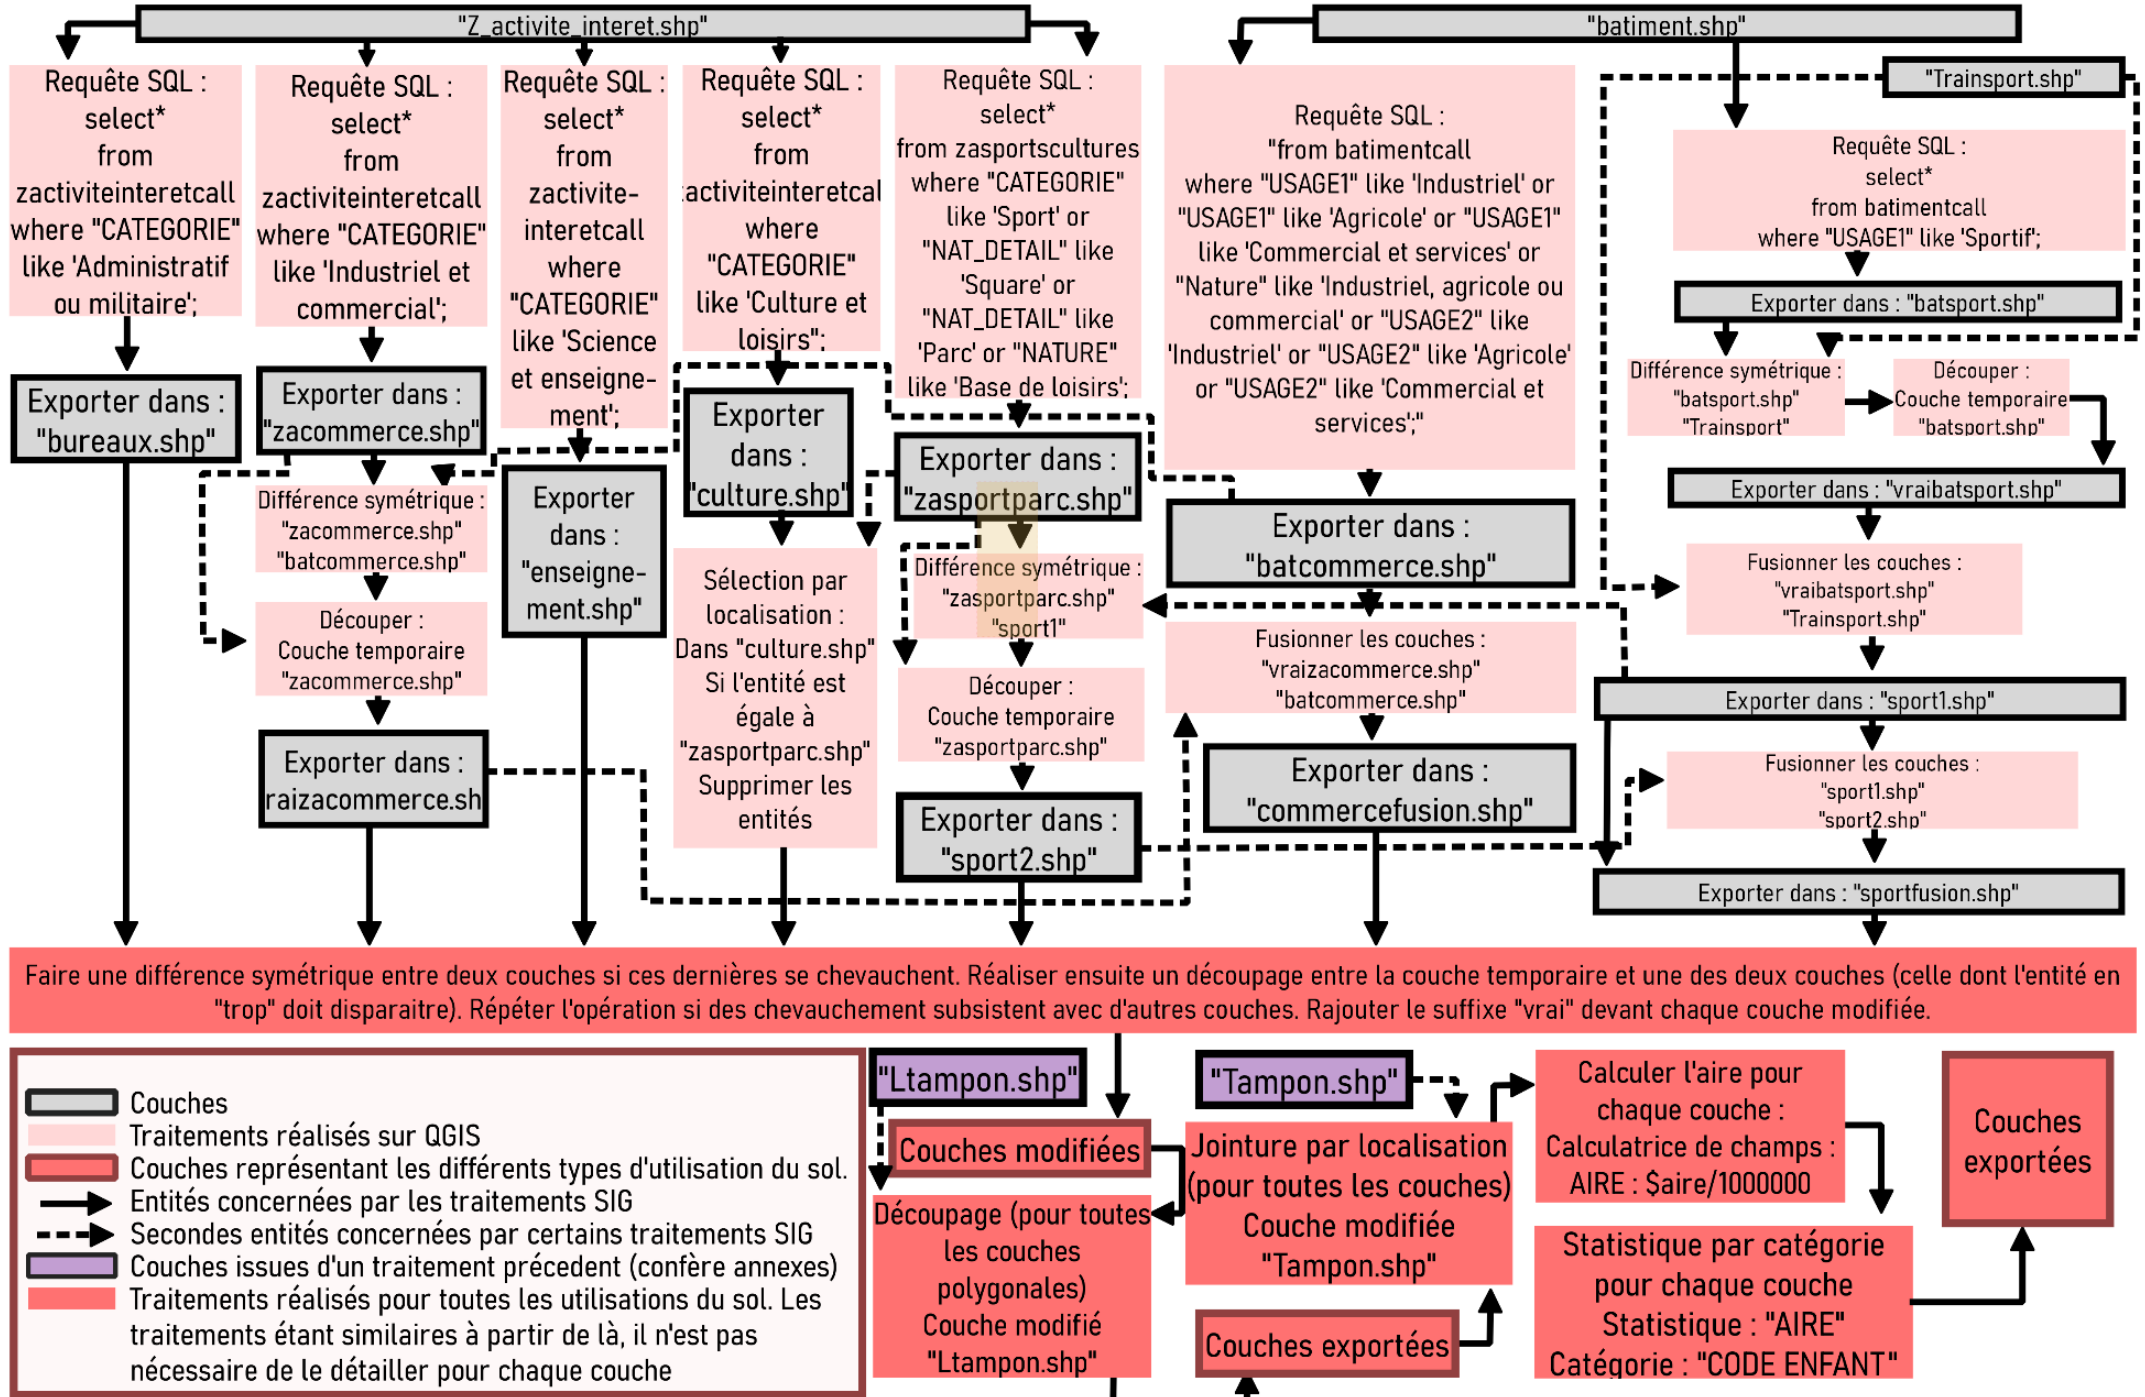 "Z_activite_interet.shp"
"batiment.shp"
"Trainsport.shp"
Requête SQL :
select*
from
zactiviteinteretcall
where "CATEGORIE"
like 'Administratif
ou militaire';
Requête SQL :
select*
from
zactiviteinteretcall
where "CATEGORIE"
like 'Industriel et
commercial';
Requête SQL :
select*
from
zactivite-
interetcall
where
"CATEGORIE"
like 'Science
et enseigne-
ment';
Requête SQL :
select*
from
zactiviteinteretcal
where
"CATEGORIE"
like 'Culture et
loisirs";
Requête SQL :
select*
from zasportscultures
where "CATEGORIE"
like 'Sport' or
"NAT_DETAIL" like
'Square' or
"NAT_DETAIL" like
'Parc' or "NATURE"
like 'Base de loisirs';
Requête SQL :
"from batimentcall
where "USAGE1" like 'Industriel' or
"USAGE1" like 'Agricole' or "USAGE1"
like 'Commercial et services' or
"Nature" like 'Industriel, agricole ou
commercial' or "USAGE2" like
'Industriel' or "USAGE2" like 'Agricole'
or "USAGE2" like 'Commercial et
services';"
Requête SQL :
select*
from batimentcall
where "USAGE1" like 'Sportif';
Exporter dans : "batsport.shp"
Différence symétrique :
"batsport.shp"
"Trainsport"
Découper :
Couche temporaire
"batsport.shp"
Exporter dans : "vraibatsport.shp"
Fusionner les couches :
"vraibatsport.shp"
"Trainsport.shp"
Exporter dans : "sport1.shp"
Fusionner les couches :
"sport1.shp"
"sport2.shp"
Exporter dans : "sportfusion.shp"
Exporter dans :
"bureaux.shp"
Exporter dans :
"zacommerce.shp"
Différence symétrique :
"zacommerce.shp"
"batcommerce.shp"
Découper :
Couche temporaire
"zacommerce.shp"
Exporter dans :
raizacommerce.sh
Exporter
dans :
"enseigne-
ment.shp"
Exporter
dans :
"culture.shp"
Sélection par
localisation :
Dans "culture.shp"
Si l'entité est
égale à
"zasportparc.shp"
Supprimer les
entités
Exporter dans :
"zasportparc.shp"
Différence symétrique :
"zasportparc.shp"
"sport1"
Découper :
Couche temporaire
"zasportparc.shp"
Exporter dans :
"sport2.shp"
Exporter dans :
"batcommerce.shp"
Fusionner les couches :
"vraizacommerce.shp"
"batcommerce.shp"
Exporter dans :
"commercefusion.shp"
Faire une différence symétrique entre deux couches si ces dernières se chevauchent. Réaliser ensuite un découpage entre la couche temporaire et une des deux couches (celle dont l'entité en
"trop" doit disparaitre). Répéter l'opération si des chevauchement subsistent avec d'autres couches. Rajouter le suffixe "vrai" devant chaque couche modifiée.
Couches
Traitements réalisés sur QGIS
Couches représentant les différents types d'utilisation du sol.
Entités concernées par les traitements SIG
Secondes entités concernées par certains traitements SIG
Couches issues d'un traitement précedent (confère annexes)
Traitements réalisés pour toutes les utilisations du sol. Les
traitements étant similaires à partir de là, il n'est pas
nécessaire de le détailler pour chaque couche
"Ltampon.shp"
Couches modifiées
Découpage (pour toutes
les couches
polygonales)
Couche modifié
"Ltampon.shp"
"Tampon.shp"
Jointure par localisation
(pour toutes les couches)
Couche modifiée
"Tampon.shp"
Couches exportées
Calculer l'aire pour
chaque couche :
Calculatrice de champs :
AIRE : $aire/1000000
Statistique par catégorie
pour chaque couche
Statistique : "AIRE"
Catégorie : "CODE ENFANT"
Couches
exportées